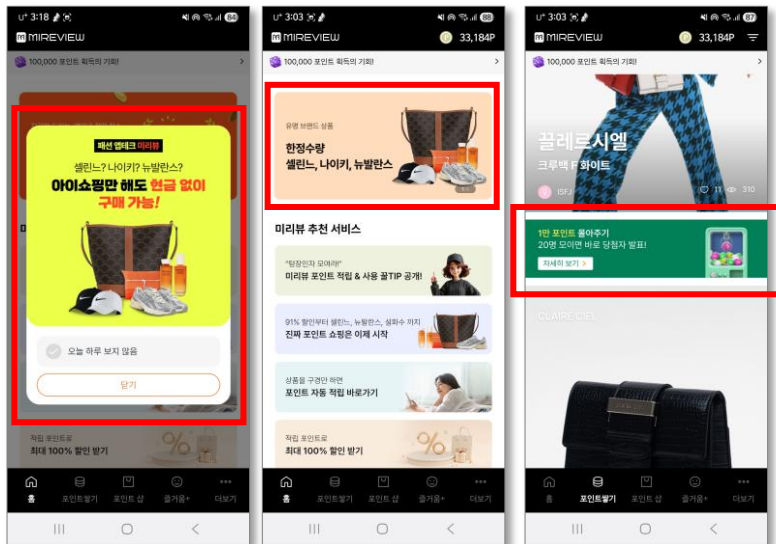 U+ 3:18
84
MIREVIEW
100,000 포인트 획득의 기회!
패션 앱테크 미리뷰
셀린느? 나이키? 뉴발란스?
아이쇼핑만 해도 현금 없이
구매 가능!
오늘 하루 보지 않음
닫기
적립 포인트로
최대 100% 할인 받기
홈
포인트쌓기
포인트 샵
즐거움+
더보기
U+ 3:03
88
MIREVIEW
33,184P
100,000 포인트 획득의 기회!
유명 브랜드 상품
한정수량
셀린느, 나이키, 뉴발란스
미리뷰 추천 서비스
"팅장인자 모여라!"
미리뷰 포인트 적립 & 사용 꿀TIP 공개!
91% 할인부터 셀린느, 뉴발란스, 설화수 까지
진짜 포인트 쇼핑은 이제 시작
상품을 구경만 하면
포인트 자동 적립 바로가기
적립 포인트로
최대 100% 할인 받기
홈
포인트쌓기
포인트 샵
즐거움+
더보기
U+ 3:03
87
MIREVIEW
33,184P
100,000 포인트 획득의 기회!
끌레르시엘
크루백 F 화이트
ISFJ
11
310
1만 포인트 몰아주기
20명 모이면 바로 당첨자 발표!
자세히 보기 >
CLAIRE CIEL
홈
포인트쌓기
포인트 샵
즐거움+
더보기